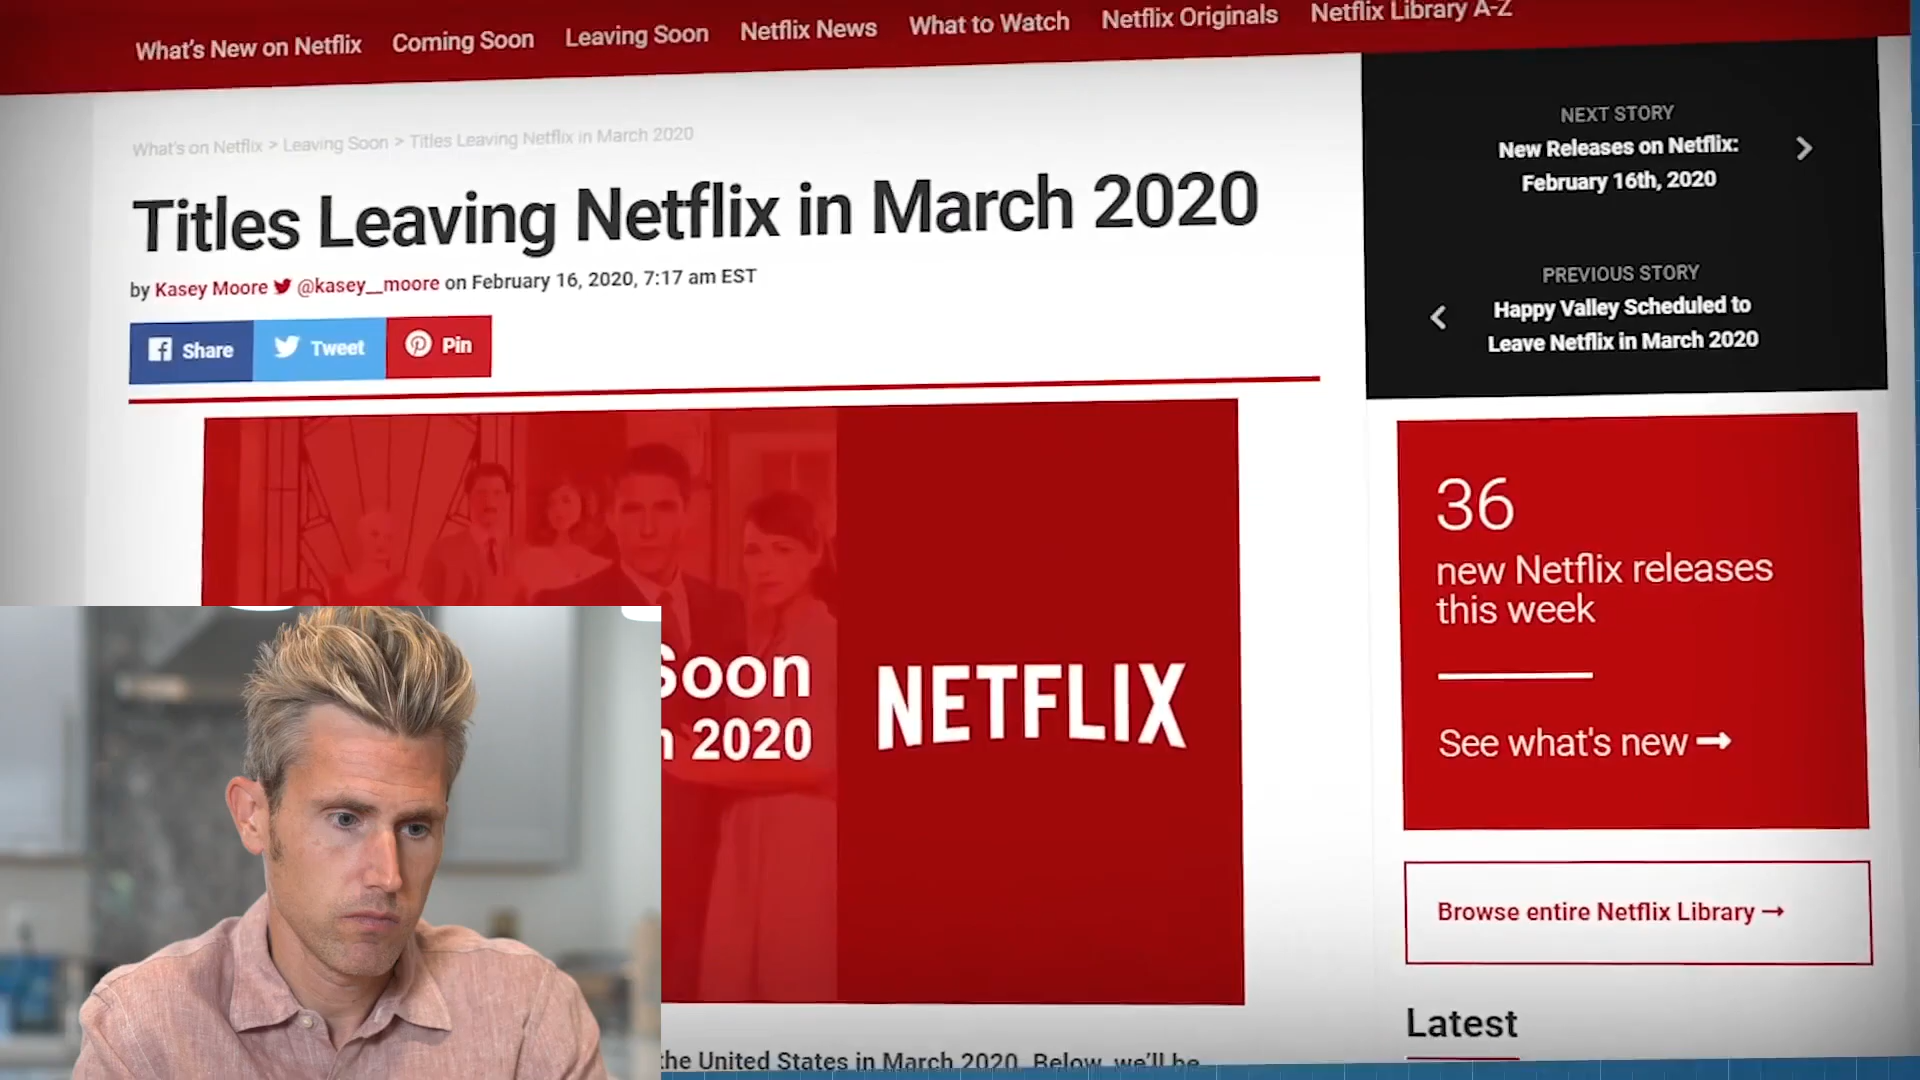 What's New on Netflix Coming Soon Leaving Soon Netflix News What to Watch Netflix Originals Netflix Library A-Z
What's on Netflix > Leaving Soon > Titles Leaving Netflix in March 2020
Titles Leaving Netflix in March 2020
by Kasey Moore @kasey__moore on February 16, 2020, 7:17 am EST
Share Tweet Pin
Soon
2020
NETFLIX
the United States in March 2020. Below, we'll be
NEXT STORY
New Releases on Netflix:
February 16th, 2020
PREVIOUS STORY
Happy Valley Scheduled to
Leave Netflix in March 2020
36
new Netflix releases
this week
See what's new →
Browse entire Netflix Library →
Latest